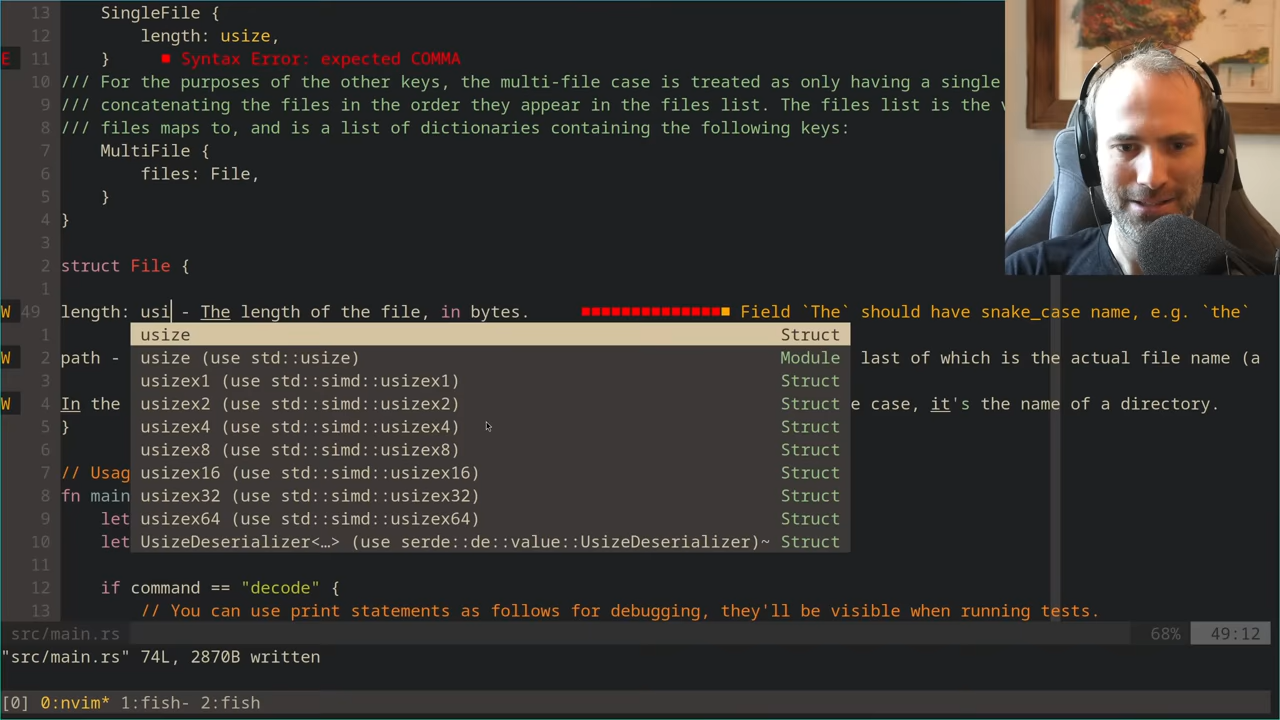 13 SingleFile {
12 length: usize,
E 11 } ■ Syntax Error: expected COMMA
10 /// For the purposes of the other keys, the multi-file case is treated as only having a single
9 /// concatenating the files in the order they appear in the files list. The files list is the
8 /// files maps to, and is a list of dictionaries containing the following keys:
7 MultiFile {
6 files: File,
5 }
4 }
3
2 struct File {
1
W 49 length: usi - The length of the file, in bytes. ■■■■■■■■■■■■■■■ Field `The` should have snake_case name, e.g. `the`
1 usize Struct
W 2 path - usize (use std::usize) Module last of which is the actual file name (a
3 usizex1 (use std::simd::usizex1) Struct
W 4 In the usizex2 (use std::simd::usizex2) Struct e case, it's the name of a directory.
5 } usizex4 (use std::simd::usizex4) Struct
6 usizex8 (use std::simd::usizex8) Struct
7 // Usag usizex16 (use std::simd::usizex16) Struct
8 fn main usizex32 (use std::simd::usizex32) Struct
9 let usizex64 (use std::simd::usizex64) Struct
10 let UsizeDeserializer<…> (use serde::de::value::UsizeDeserializer)~ Struct
11
12 if command == "decode" {
13 // You can use print statements as follows for debugging, they'll be visible when running tests.
src/main.rs 68% 49:12
"src/main.rs" 74L, 2870B written
[0] 0:nvim* 1:fish- 2:fish